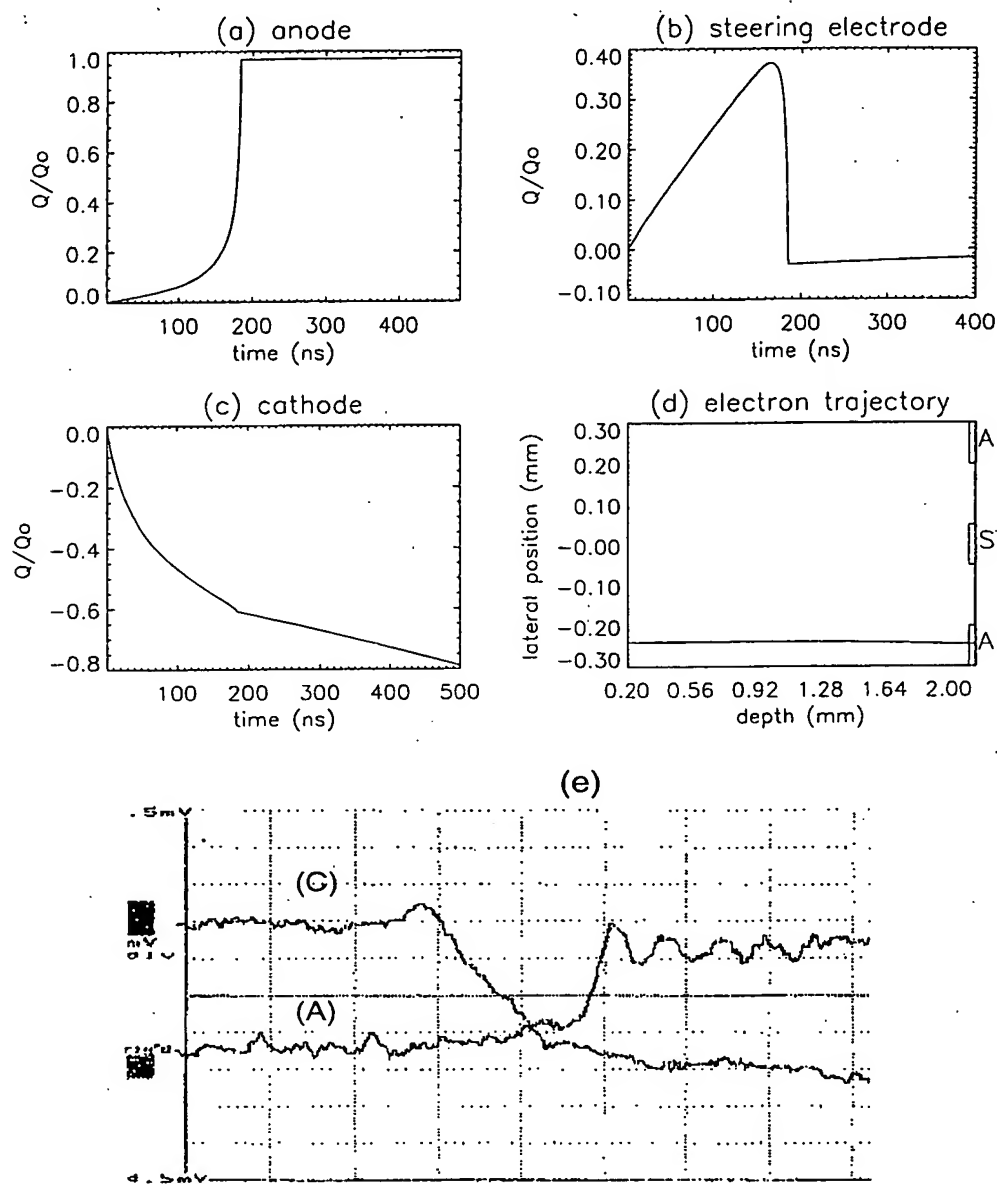 (a) anode
1.0
0.8
0.6
0.4
0.2
0.0
Q/Qo
100 200 300 400
time (ns)
(b) steering electrode
0.40
0.30
0.20
0.10
0.00
−0.10
Q/Qo
100 200 300 400
time (ns)
(c) cathode
0.0
−0.2
−0.4
−0.6
−0.8
Q/Qo
100 200 300 400 500
time (ns)
(d) electron trajectory
0.30
0.20
0.10
−0.00
−0.10
−0.20
−0.30
lateral position (mm)
A
S
A
0.20 0.56 0.92 1.28 1.64 2.00
depth (mm)
(e)
.5mV
(C)
(A)
4.5mV